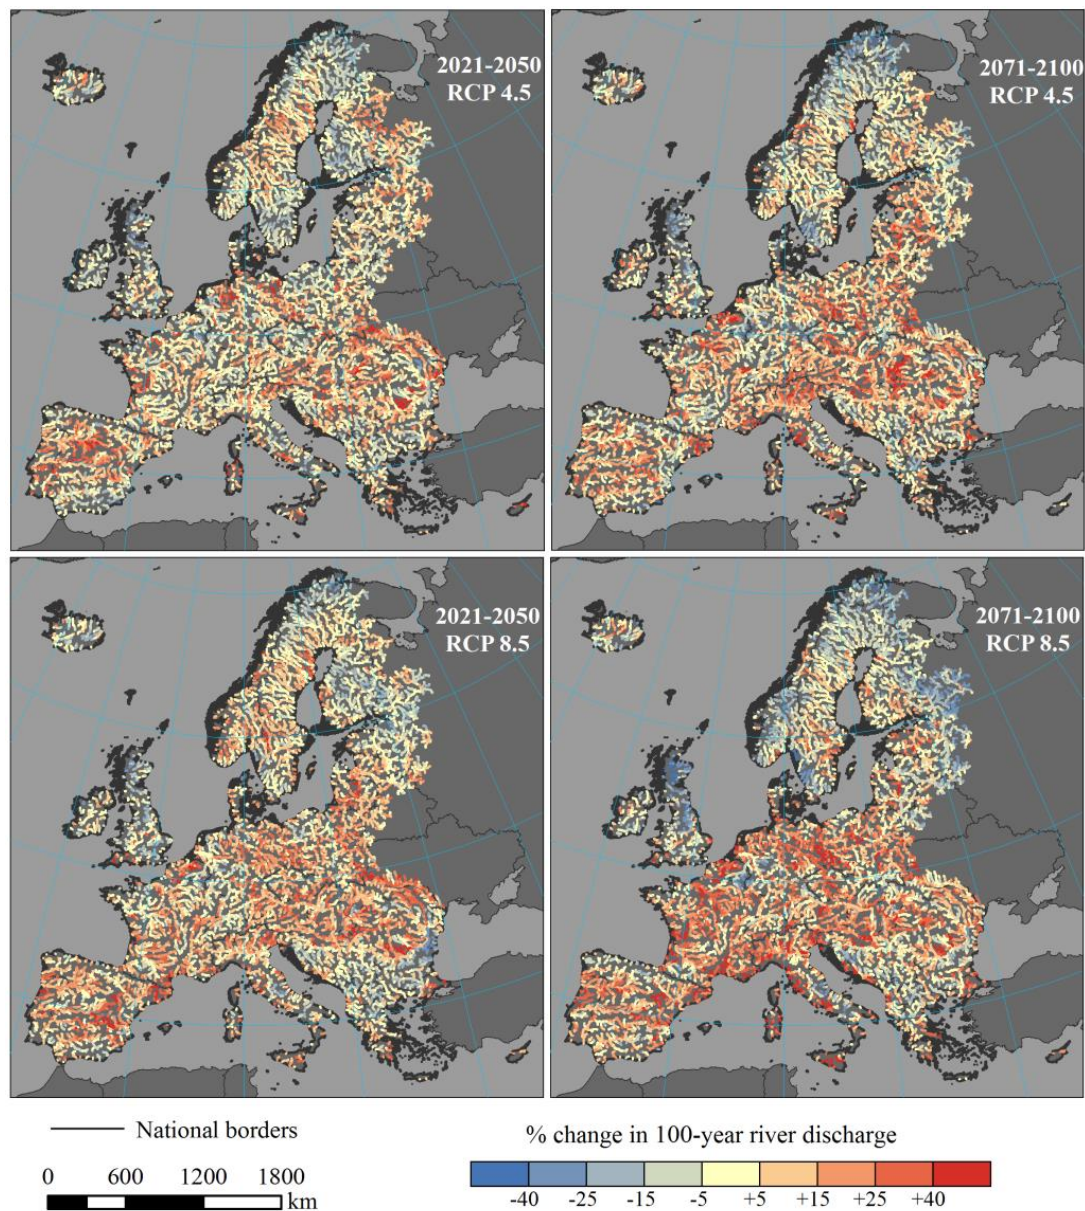 2021-2050
RCP 4.5
2071-2100
RCP 4.5
2021-2050
RCP 8.5
2071-2100
RCP 8.5
National borders
0 600 1200 1800
km
% change in 100-year river discharge
-40 -25 -15 -5 +5 +15 +25 +40